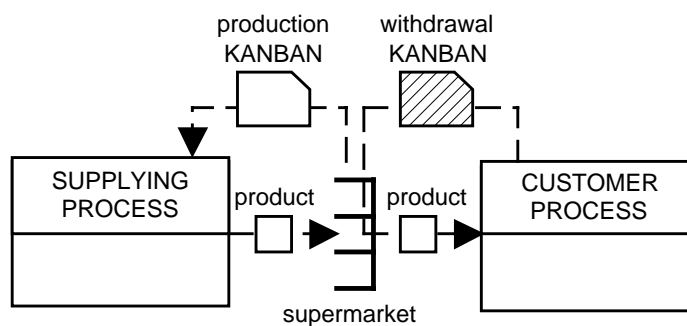 production
KANBAN
withdrawal
KANBAN
SUPPLYING
PROCESS
product
product
CUSTOMER
PROCESS
supermarket